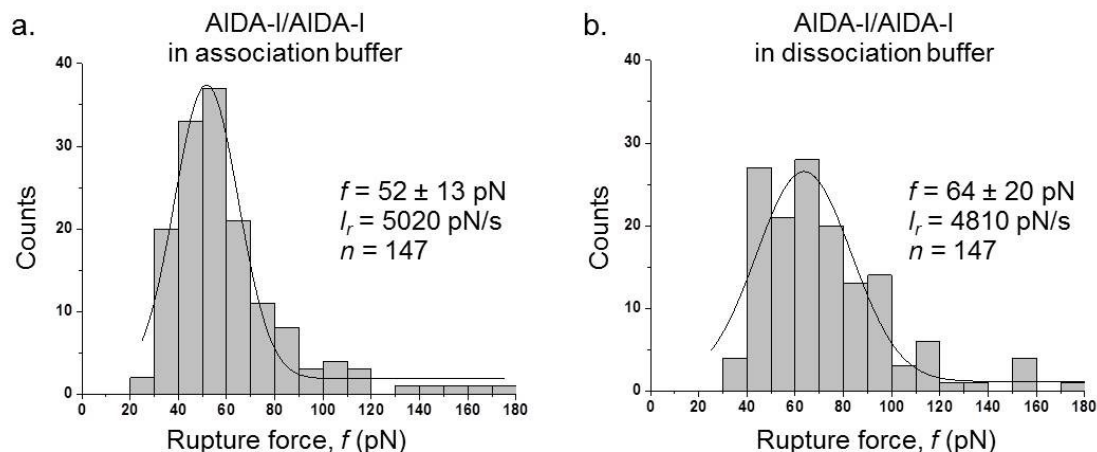 a.
AIDA-I/AIDA-I
in association buffer
40
30
20
10
0
Counts
f = 52 ± 13 pN
lr = 5020 pN/s
n = 147
0 20 40 60 80 100 120 140 160 180
Rupture force, f (pN)
b.
AIDA-I/AIDA-I
in dissociation buffer
40
30
20
10
0
Counts
f = 64 ± 20 pN
lr = 4810 pN/s
n = 147
0 20 40 60 80 100 120 140 160 180
Rupture force, f (pN)